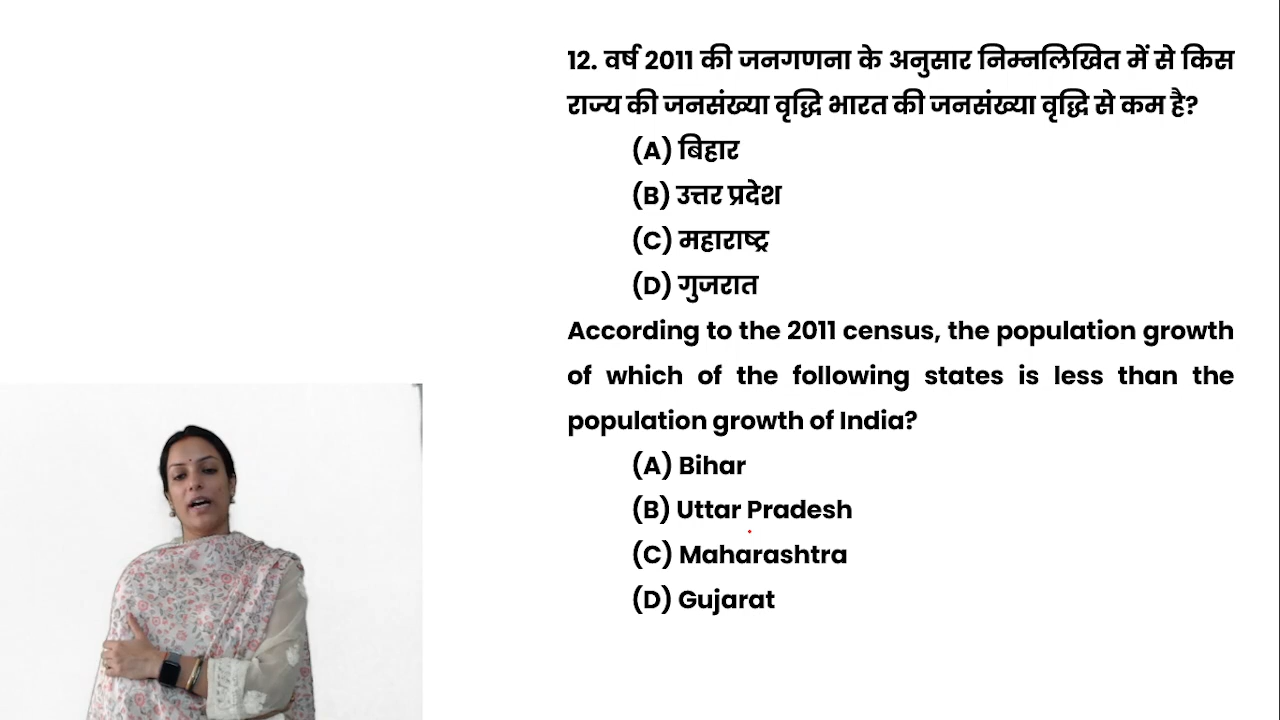 12. वर्ष 2011 की जनगणना के अनुसार निम्नलिखित में से किस
राज्य की जनसंख्या वृद्धि भारत की जनसंख्या वृद्धि से कम है?
(A) बिहार
(B) उत्तर प्रदेश
(C) महाराष्ट्र
(D) गुजरात
According to the 2011 census, the population growth
of which of the following states is less than the
population growth of India?
(A) Bihar
(B) Uttar Pradesh
(C) Maharashtra
(D) Gujarat